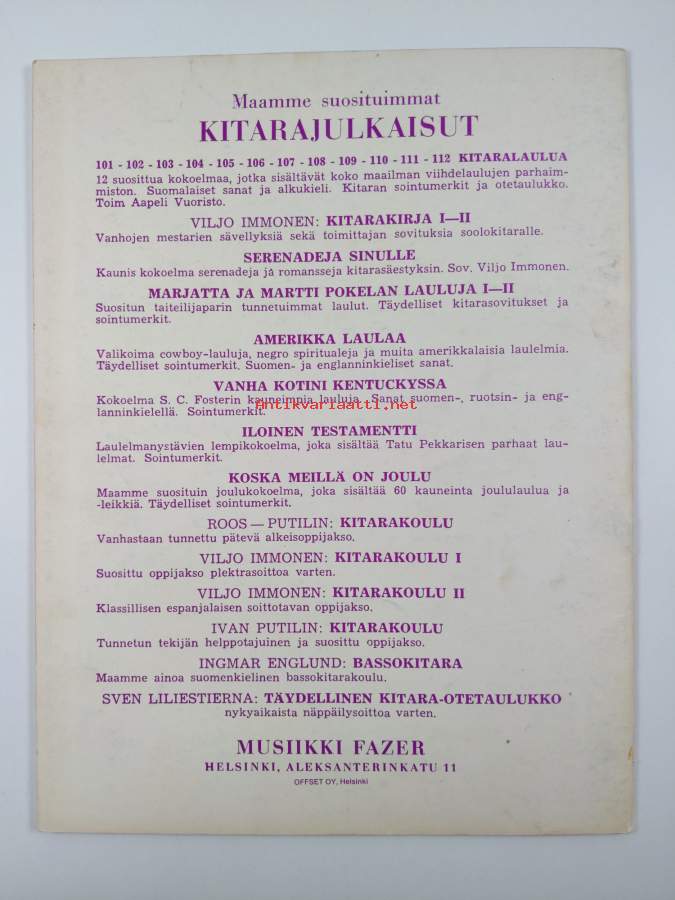 Maamme suosituimmat
KITARAJULKAISUT
101 - 102 - 103 - 104 - 105 - 106 - 107 - 108 - 109 - 110 - 111 - 112 KITARALAULUA
12 suosittua kokoelmaa, jotka sisältävät koko maailman viihdelaulujen parhaim-
miston. Suomalaiset sanat ja alkukieli. Kitaran sointumerkit ja otetaulukko.
Toim Aapeli Vuoristo.
VILJO IMMONEN: KITARAKIRJA I—II
Vanhojen mestarien sävellyksiä sekä toimittajan sovituksia soolokitaralle.
SERENADEJA SINULLE
Kaunis kokoelma serenadeja ja romansseja kitarasäestyksin. Sov. Viljo Immonen.
MARJATTA JA MARTTI POKELAN LAULUJA I—II
Suositun taiteilijaparin tunnetuimmat laulut. Täydelliset kitarasovitukset ja
sointumerkit.
AMERIKKA LAULAA
Valikoima cowboy-lauluja, negro spiritualeja ja muita amerikkalaisia laulelmia.
Täydelliset sointumerkit. Suomen- ja englanninkieliset sanat.
VANHA KOTINI KENTUCKYSSA
Kokoelma S. C. Fosterin kauneimpia lauluja. Sanat suomen-, ruotsin- ja eng-
lanninkielellä. Sointumerkit.
Antikvariaatti.net
ILOINEN TESTAMENTTI
Laulelmanystävien lempikokoelma, joka sisältää Tatu Pekkarisen parhaat lau-
lelmat. Sointumerkit.
KOSKA MEILLÄ ON JOULU
Maamme suosituin joulukokoelma, joka sisältää 60 kauneinta joululaulua ja
-leikkiä. Täydelliset sointumerkit.
ROOS — PUTILIN: KITARAKOULU
Vanhastaan tunnettu pätevä alkeisoppijakso.
VILJO IMMONEN: KITARAKOULU I
Suosittu oppijakso plektrasoittoa varten.
VILJO IMMONEN: KITARAKOULU II
Klassillisen espanjalaisen soittotavan oppijakso.
IVAN PUTILIN: KITARAKOULU
Tunnetun tekijän helppotajuinen ja suosittu oppijakso.
INGMAR ENGLUND: BASSOKITARA
Maamme ainoa suomenkielinen bassokitarakoulu.
SVEN LILIESTIERNA: TÄYDELLINEN KITARA-OTETAULUKKO
nykyaikaista näppäilysoittoa varten.
MUSIIKKI FAZER
HELSINKI, ALEKSANTERINKATU 11
OFFSET OY, Helsinki